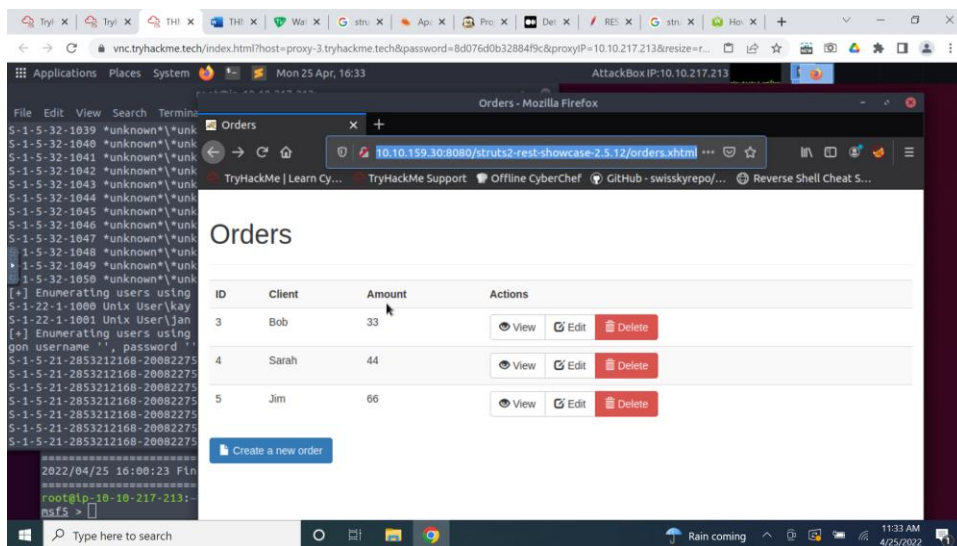 Tryl Tryl TH! TH! Wa Gstru Apa Pro Det RES Gstru Hov
vnc.tryhackme.tech/index.html?host=proxy-3.tryhackme.tech&password=8d076d0b32884f9c&proxyIP=10.10.217.213&resize=r...
Applications Places System Mon 25 Apr, 16:33 AttackBox IP:10.10.217.213
Orders - Mozilla Firefox
File Edit View Search Termina
Orders
10.10.159.30:8080/struts2-rest-showcase-2.5.12/orders.xhtml
TryHackMe | Learn Cy... TryHackMe Support Offline CyberChef GitHub - swisskyrepo/... Reverse Shell Cheat S...
S-1-5-32-1039 *unknown*\*unk
S-1-5-32-1040 *unknown*\*unk
S-1-5-32-1041 *unknown*\*unk
S-1-5-32-1042 *unknown*\*unk
S-1-5-32-1043 *unknown*\*unk
S-1-5-32-1044 *unknown*\*unk
S-1-5-32-1045 *unknown*\*unk
S-1-5-32-1046 *unknown*\*unk
S-1-5-32-1047 *unknown*\*unk
1-5-32-1048 *unknown*\*unk
1-5-32-1049 *unknown*\*unk
1-5-32-1050 *unknown*\*unk
[+] Enumerating users using
S-1-22-1-1000 Unix User\kay
S-1-22-1-1001 Unix User\jan
[+] Enumerating users using
gon username '', password ''
S-1-5-21-2853212168-20082275
S-1-5-21-2853212168-20082275
S-1-5-21-2853212168-20082275
S-1-5-21-2853212168-20082275
S-1-5-21-2853212168-20082275
S-1-5-21-2853212168-20082275
S-1-5-21-2853212168-20082275
2022/04/25 16:00:23 Fin
root@ip-10-10-217-213:~
msf5 >
Orders
ID Client Amount Actions
3 Bob 33 View Edit Delete
4 Sarah 44 View Edit Delete
5 Jim 66 View Edit Delete
Create a new order
Type here to search Rain coming 11:33 AM
4/25/2022